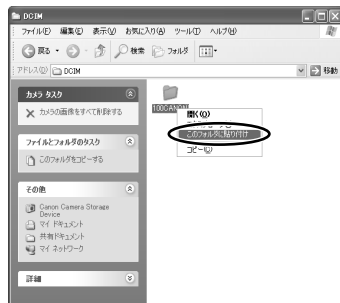 DCIM
ファイル(F) 編集(E) 表示(V) お気に入り(A) ツール(T) ヘルプ(H)
戻る 検索 フォルダ
アドレス(D) DCIM 移動
カメラ タスク
カメラの画像をすべて削除する
ファイルとフォルダのタスク
このフォルダをコピーする
その他
Canon Camera Storage
Device
マイ ドキュメント
共有ドキュメント
マイ ネットワーク
詳細
100CANON
開く(O)
このフォルダに貼り付け
コピー(C)